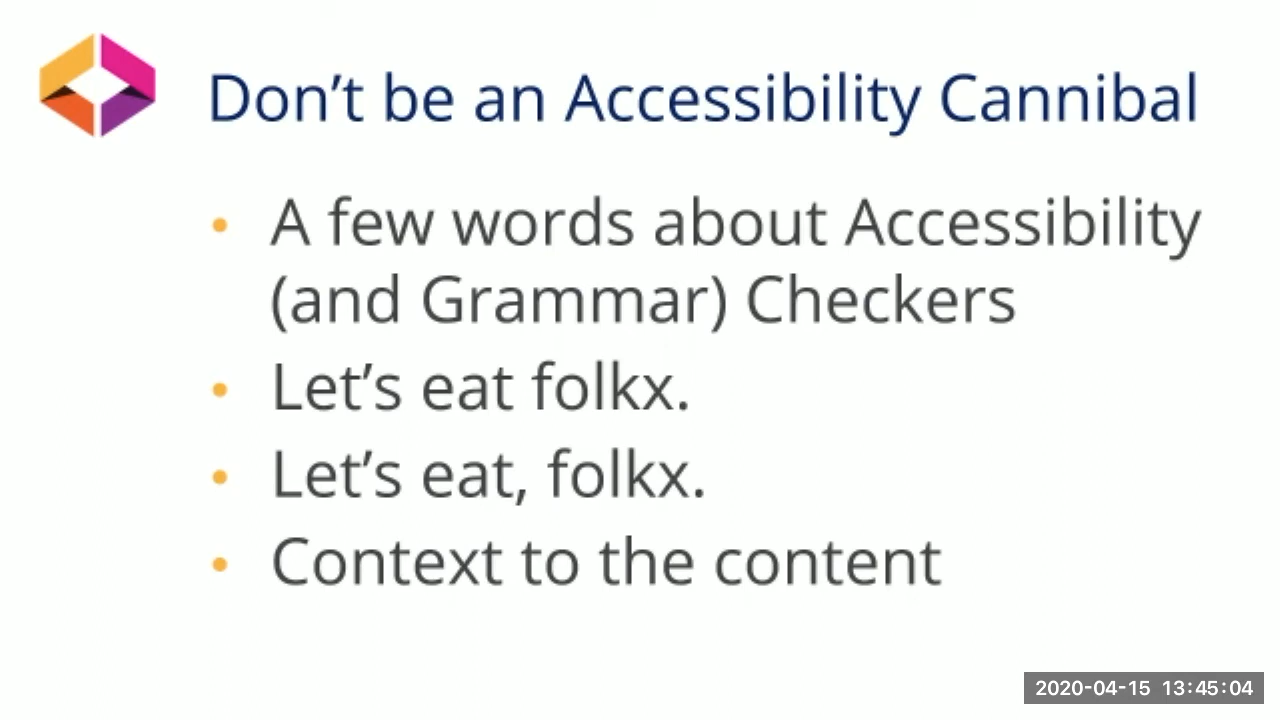 Don’t be an Accessibility Cannibal
• A few words about Accessibility
(and Grammar) Checkers
• Let’s eat folkx.
• Let’s eat, folkx.
• Context to the content
2020-04-15 13:45:04